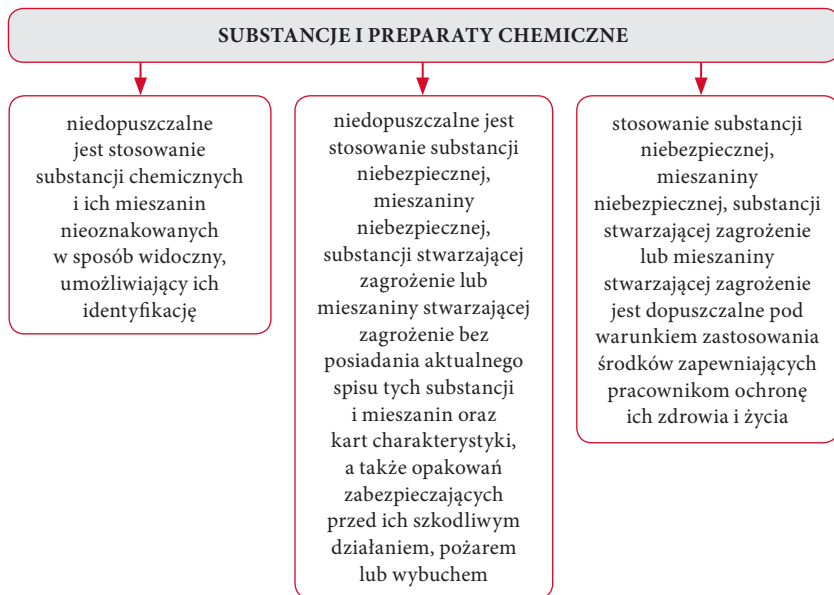 SUBSTANCJE I PREPARATY CHEMICZNE
niedopuszczalne
jest stosowanie
substancji chemicznych
i ich mieszanin
nieoznakowanych
w sposób widoczny,
umożliwiający ich
identyfikację
niedopuszczalne jest
stosowanie substancji
niebezpiecznej,
mieszaniny
niebezpiecznej,
substancji stwarzającej
zagrożenie lub
mieszaniny stwarzającej
zagrożenie bez
posiadania aktualnego
spisu tych substancji
i mieszanin oraz
kart charakterystyki,
a także opakowań
zabezpieczających
przed ich szkodliwym
działaniem, pożarem
lub wybuchem
stosowanie substancji
niebezpiecznej,
mieszaniny
niebezpiecznej, substancji
stwarzającej zagrożenie
lub mieszaniny
stwarzającej zagrożenie
jest dopuszczalne pod
warunkiem zastosowania
środków zapewniających
pracownikom ochronę
ich zdrowia i życia